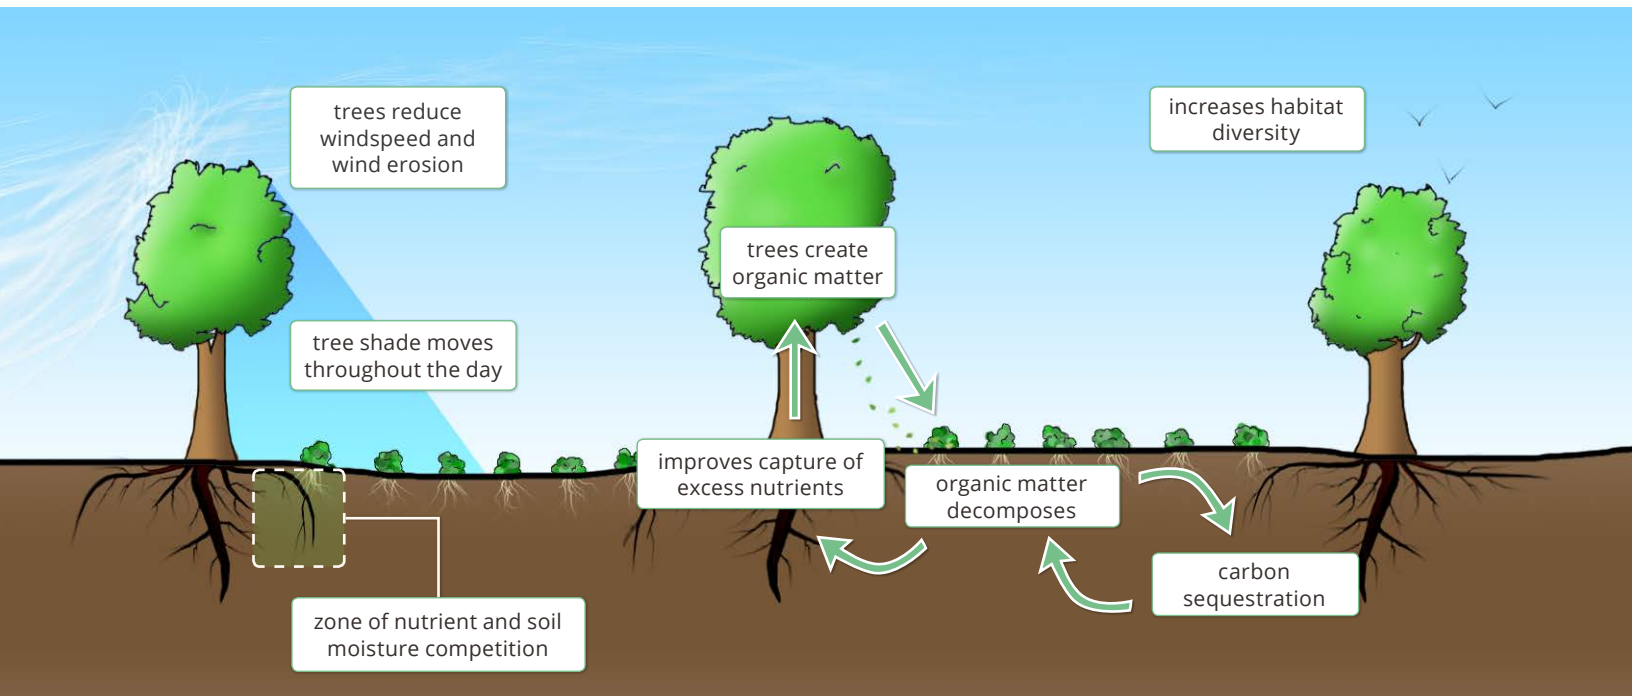 trees reduce
windspeed and
wind erosion
increases habitat
diversity
trees create
organic matter
tree shade moves
throughout the day
improves capture of
excess nutrients
organic matter
decomposes
carbon
sequestration
zone of nutrient and soil
moisture competition